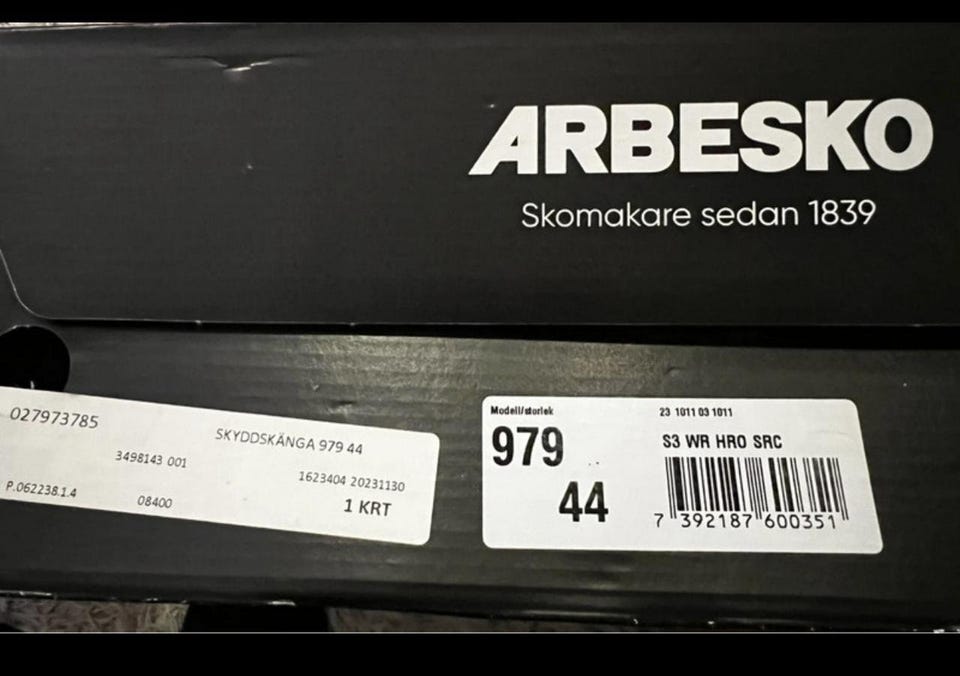 ARBESKO
Skomakare sedan 1839
027973785
SKYDDSKÄNGA 979 44
3498143 001
1623404 20231130
P.062238.1.4
08400
1 KRT
Modell/storlek
23 1011 03 1011
979
S3 WR HRO SRC
44
7 392187 600351